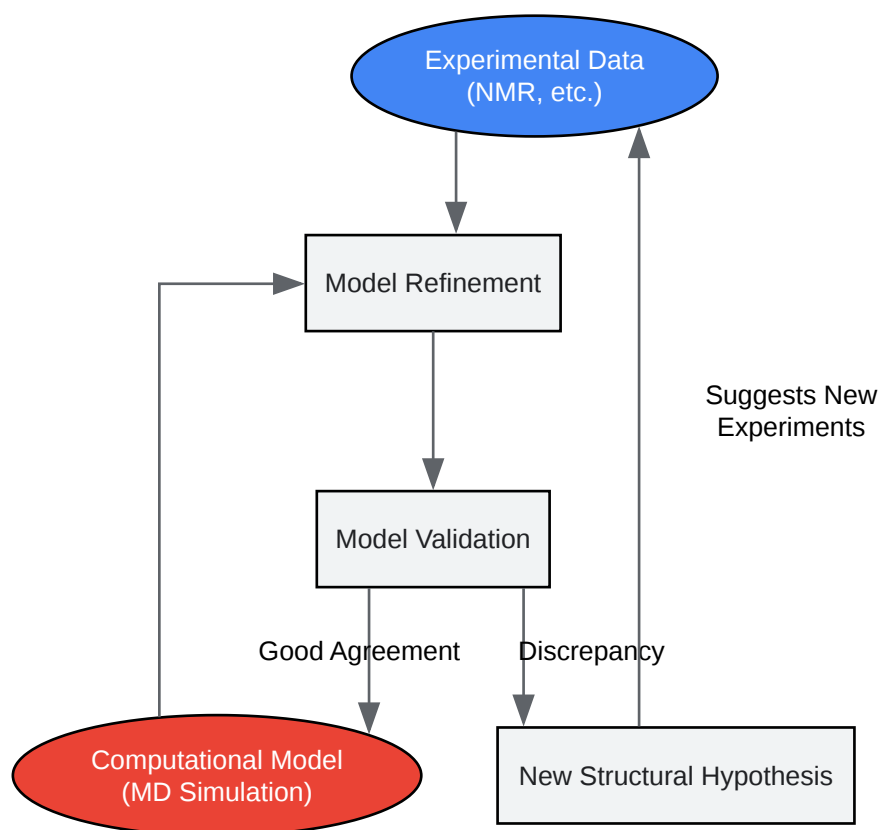 Experimental Data
(NMR, etc.)
Model Refinement
Suggests New
Experiments
Model Validation
Good Agreement
Discrepancy
Computational Model
(MD Simulation)
New Structural Hypothesis